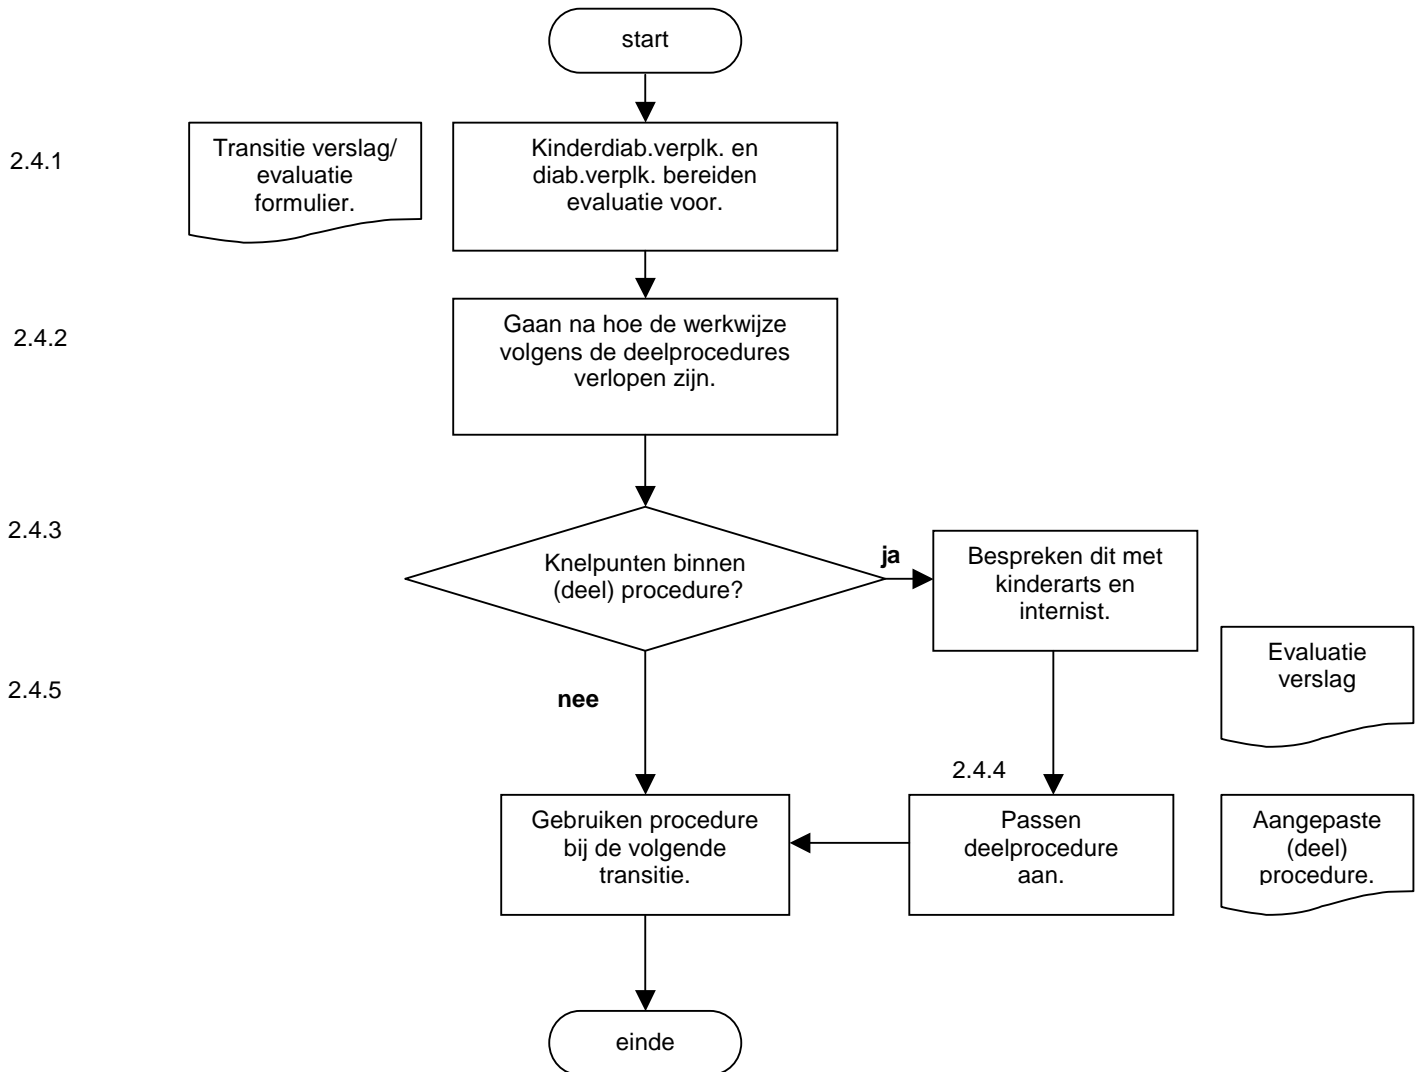 start
2.4.1
Transitie verslag/
evaluatie
formulier.
Kinderdiab.verplk. en
diab.verplk. bereiden
evaluatie voor.
2.4.2
Gaan na hoe de werkwijze
volgens de deelprocedures
verlopen zijn.
2.4.3
Knelpunten binnen
(deel) procedure?
ja
Bespreken dit met
kinderarts en
internist.
Evaluatie
verslag
2.4.5
nee
2.4.4
Gebruiken procedure
bij de volgende
transitie.
Passen
deelprocedure
aan.
Aangepaste
(deel)
procedure.
einde